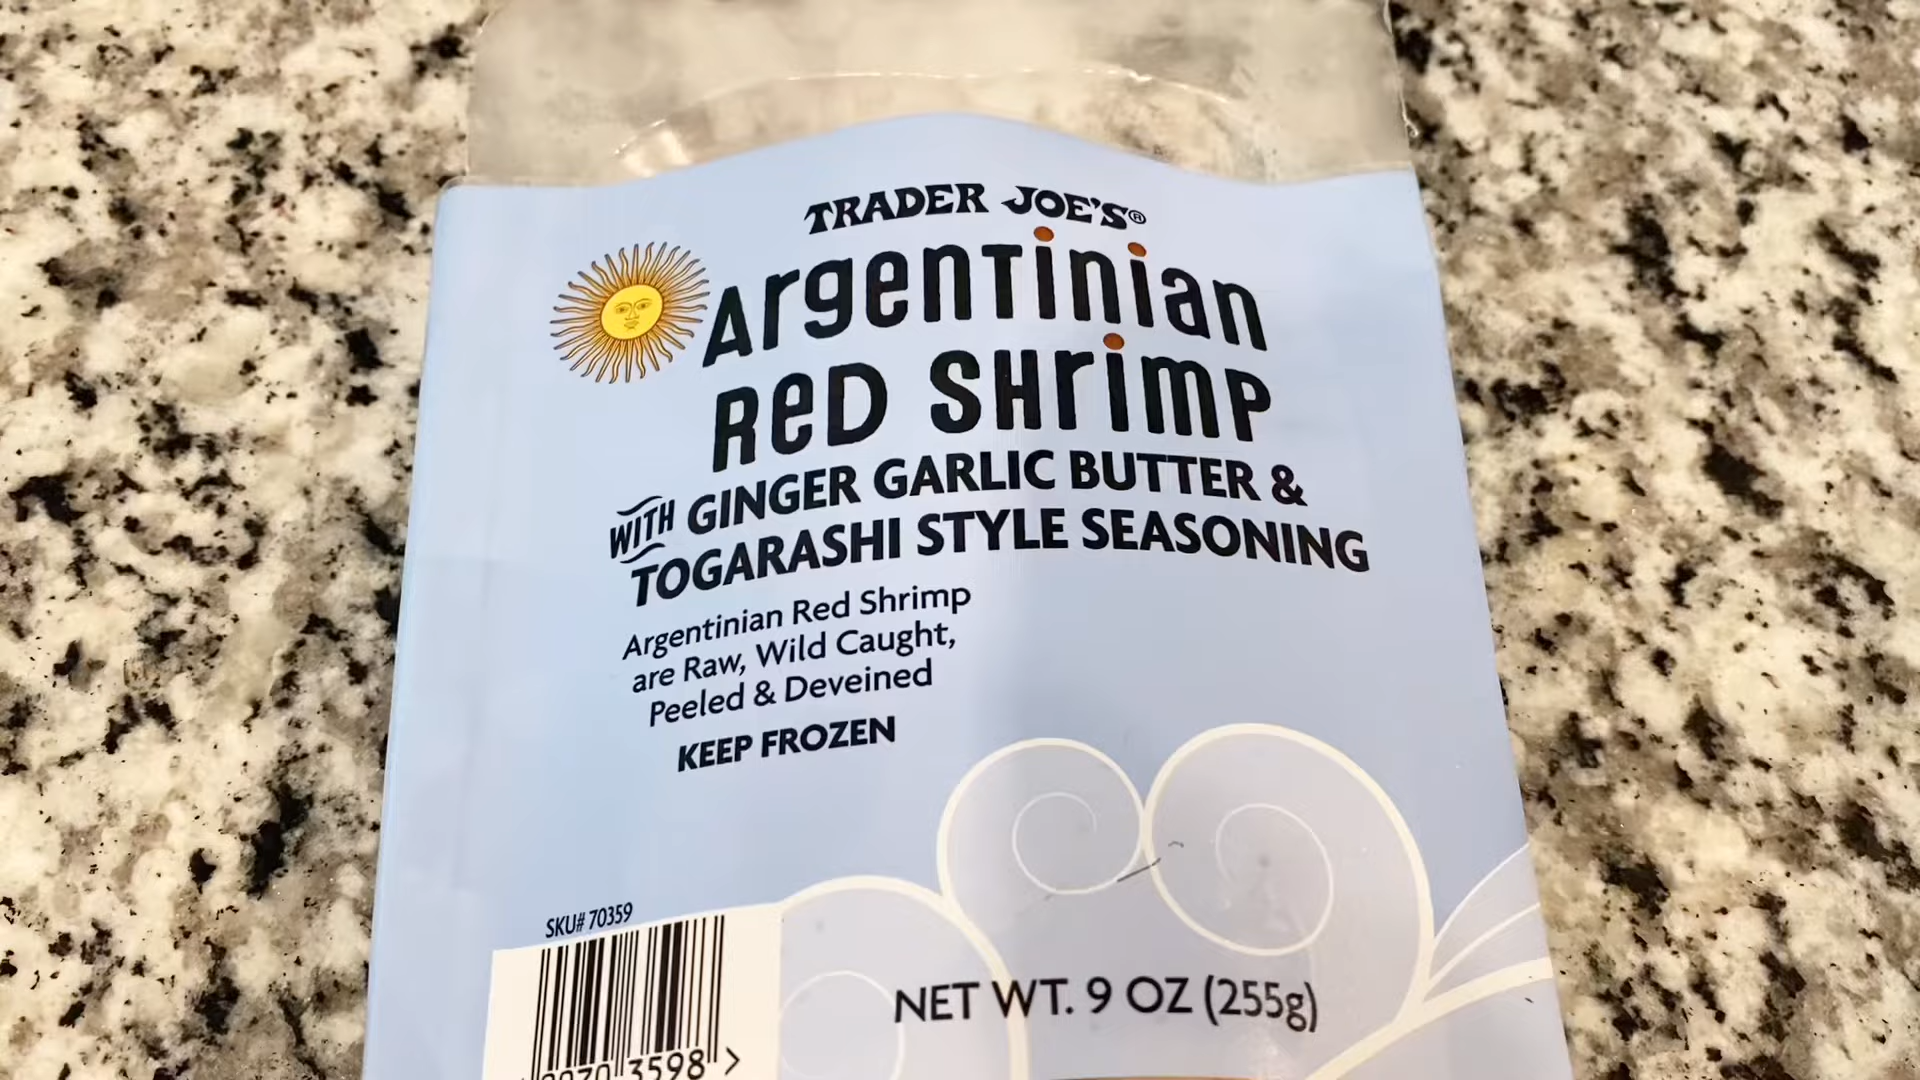 TRADER JOE'S®
Argentinian
Red Shrimp
WITH GINGER GARLIC BUTTER &
TOGARASHI STYLE SEASONING
Argentinian Red Shrimp
are Raw, Wild Caught,
Peeled & Deveined
KEEP FROZEN
SKU# 70359
NET WT. 9 OZ (255g)
3598 >